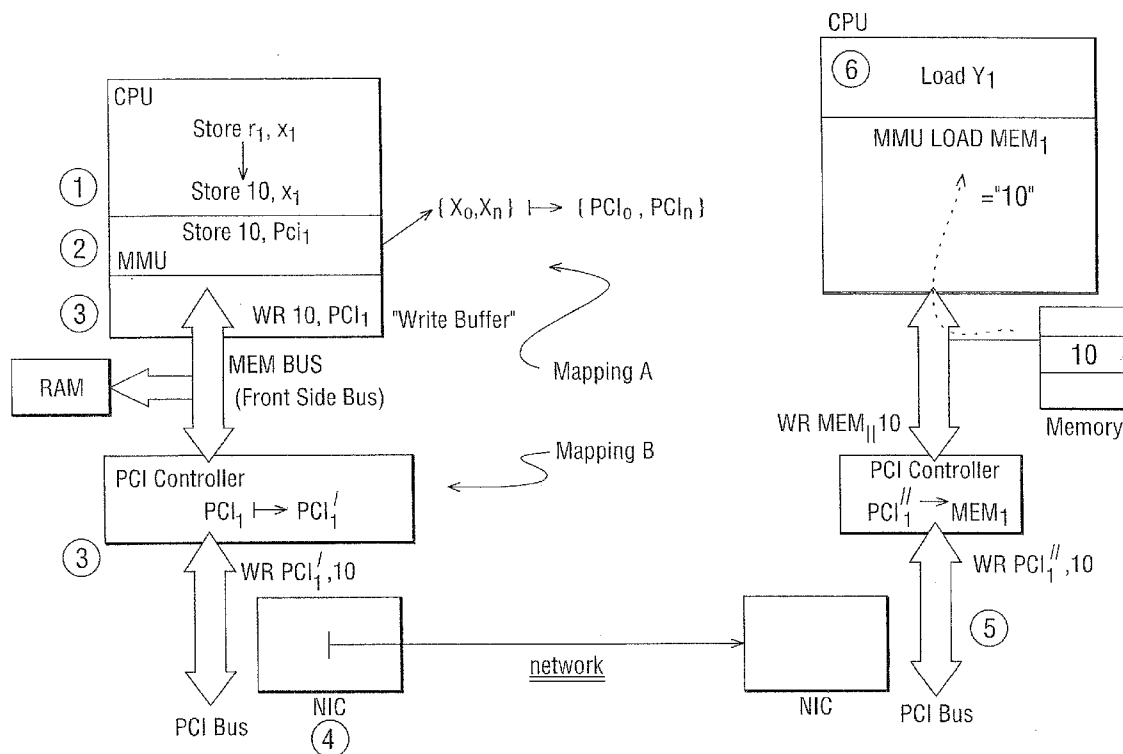 CPU
Store r1, x1
① Store 10, x1
② Store 10, Pci1
MMU
{ Xo,Xn } ↦ { PCIo , PCIn }
③ WR 10, PCI1 "Write Buffer"
RAM
MEM BUS
(Front Side Bus)
Mapping A
Mapping B
PCI Controller
PCI1 ↦ PCI1/
③
WR PCI1/,10
PCI Bus
NIC
④
network
CPU
⑥ Load Y1
MMU LOAD MEM1
="10"
10
Memory
WR MEM|| 10
PCI Controller
PCI1// → MEM1
WR PCI1//,10
⑤
NIC
PCI Bus